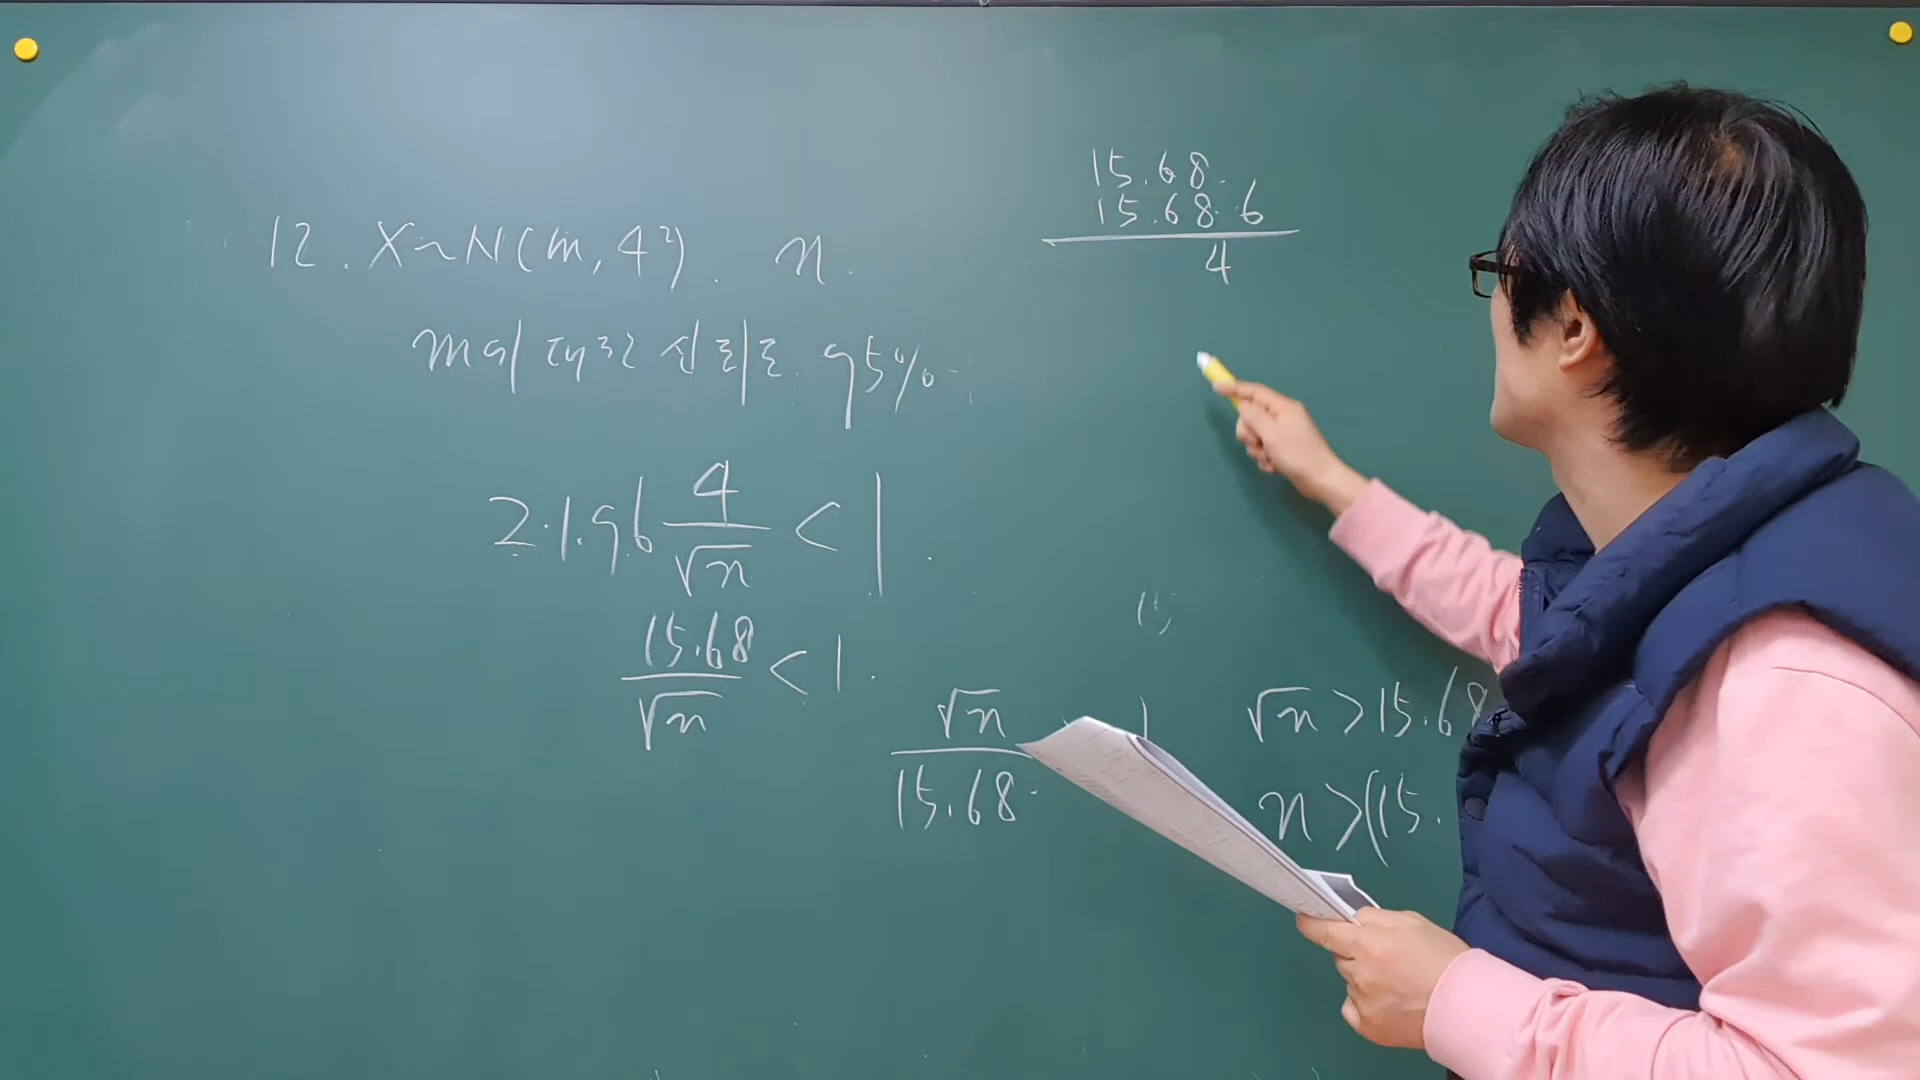 12. X~N(m, 4²). n.
m에 대한 신뢰도 95%
2·1.96 4/√n < 1.
15.68/√n < 1.
√n/15.68
1
√n > 15.68
n > (15.
15.68
15.68 6
4